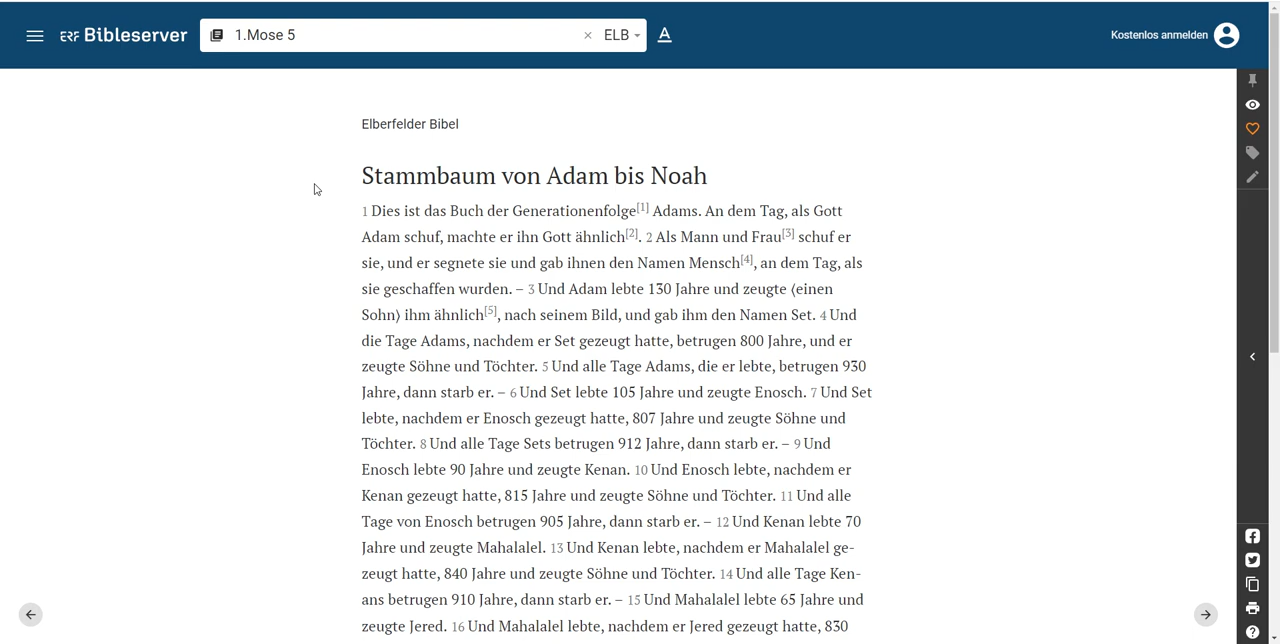 ERF Bibleserver 1.Mose 5 × ELB A Kostenlos anmelden
Elberfelder Bibel
Stammbaum von Adam bis Noah
1 Dies ist das Buch der Generationenfolge[1] Adams. An dem Tag, als Gott
Adam schuf, machte er ihn Gott ähnlich[2]. 2 Als Mann und Frau[3] schuf er
sie, und er segnete sie und gab ihnen den Namen Mensch[4], an dem Tag, als
sie geschaffen wurden. – 3 Und Adam lebte 130 Jahre und zeugte ⟨einen
Sohn⟩ ihm ähnlich[5], nach seinem Bild, und gab ihm den Namen Set. 4 Und
die Tage Adams, nachdem er Set gezeugt hatte, betrugen 800 Jahre, und er
zeugte Söhne und Töchter. 5 Und alle Tage Adams, die er lebte, betrugen 930
Jahre, dann starb er. – 6 Und Set lebte 105 Jahre und zeugte Enosch. 7 Und Set
lebte, nachdem er Enosch gezeugt hatte, 807 Jahre und zeugte Söhne und
Töchter. 8 Und alle Tage Sets betrugen 912 Jahre, dann starb er. – 9 Und
Enosch lebte 90 Jahre und zeugte Kenan. 10 Und Enosch lebte, nachdem er
Kenan gezeugt hatte, 815 Jahre und zeugte Söhne und Töchter. 11 Und alle
Tage von Enosch betrugen 905 Jahre, dann starb er. – 12 Und Kenan lebte 70
Jahre und zeugte Mahalalel. 13 Und Kenan lebte, nachdem er Mahalalel ge-
zeugt hatte, 840 Jahre und zeugte Söhne und Töchter. 14 Und alle Tage Ken-
ans betrugen 910 Jahre, dann starb er. – 15 Und Mahalalel lebte 65 Jahre und
zeugte Jered. 16 Und Mahalalel lebte, nachdem er Jered gezeugt hatte, 830